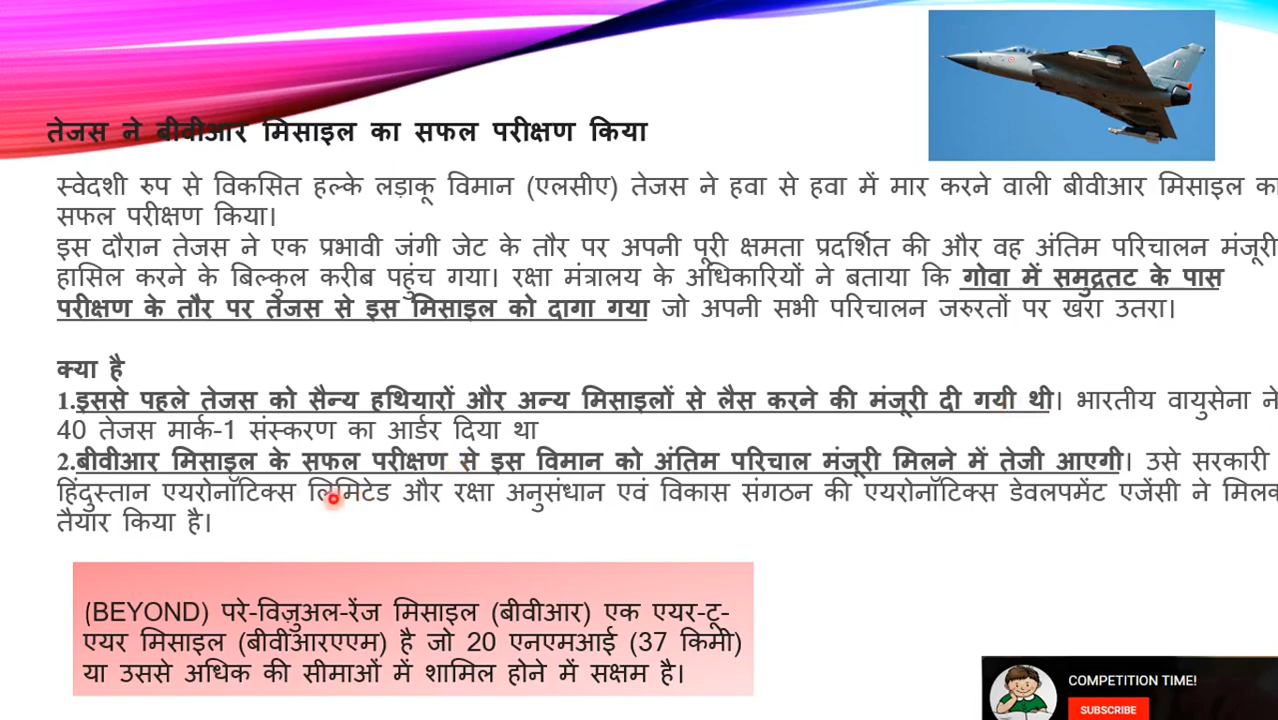 तेजस ने बीवीआर मिसाइल का सफल परीक्षण किया
स्वेदशी रुप से विकसित हल्के लड़ाकू विमान (एलसीए) तेजस ने हवा से हवा में मार करने वाली बीवीआर मिसाइल का
सफल परीक्षण किया।
इस दौरान तेजस ने एक प्रभावी जंगी जेट के तौर पर अपनी पूरी क्षमता प्रदर्शित की और वह अंतिम परिचालन मंजूरी
हासिल करने के बिल्कुल करीब पहुंच गया। रक्षा मंत्रालय के अधिकारियों ने बताया कि गोवा में समुद्रतट के पास
परीक्षण के तौर पर तेजस से इस मिसाइल को दागा गया जो अपनी सभी परिचालन जरुरतों पर खरा उतरा।
क्या है
1.इससे पहले तेजस को सैन्य हथियारों और अन्य मिसाइलों से लैस करने की मंजूरी दी गयी थी। भारतीय वायुसेना ने
40 तेजस मार्क-1 संस्करण का आर्डर दिया था
2.बीवीआर मिसाइल के सफल परीक्षण से इस विमान को अंतिम परिचाल मंजूरी मिलने में तेजी आएगी। उसे सरकारी
हिंदुस्तान एयरोनॉटिक्स लिमिटेड और रक्षा अनुसंधान एवं विकास संगठन की एयरोनॉटिक्स डेवलपमेंट एजेंसी ने
तैयार किया है।
(BEYOND) परे-विज़ुअल-रेंज मिसाइल (बीवीआर) एक एयर-टू-
एयर मिसाइल (बीवीआरएएम) है जो 20 एनएमआई (37 किमी)
या उससे अधिक की सीमाओं में शामिल होने में सक्षम है।
COMPETITION TIME!
SUBSCRIBE